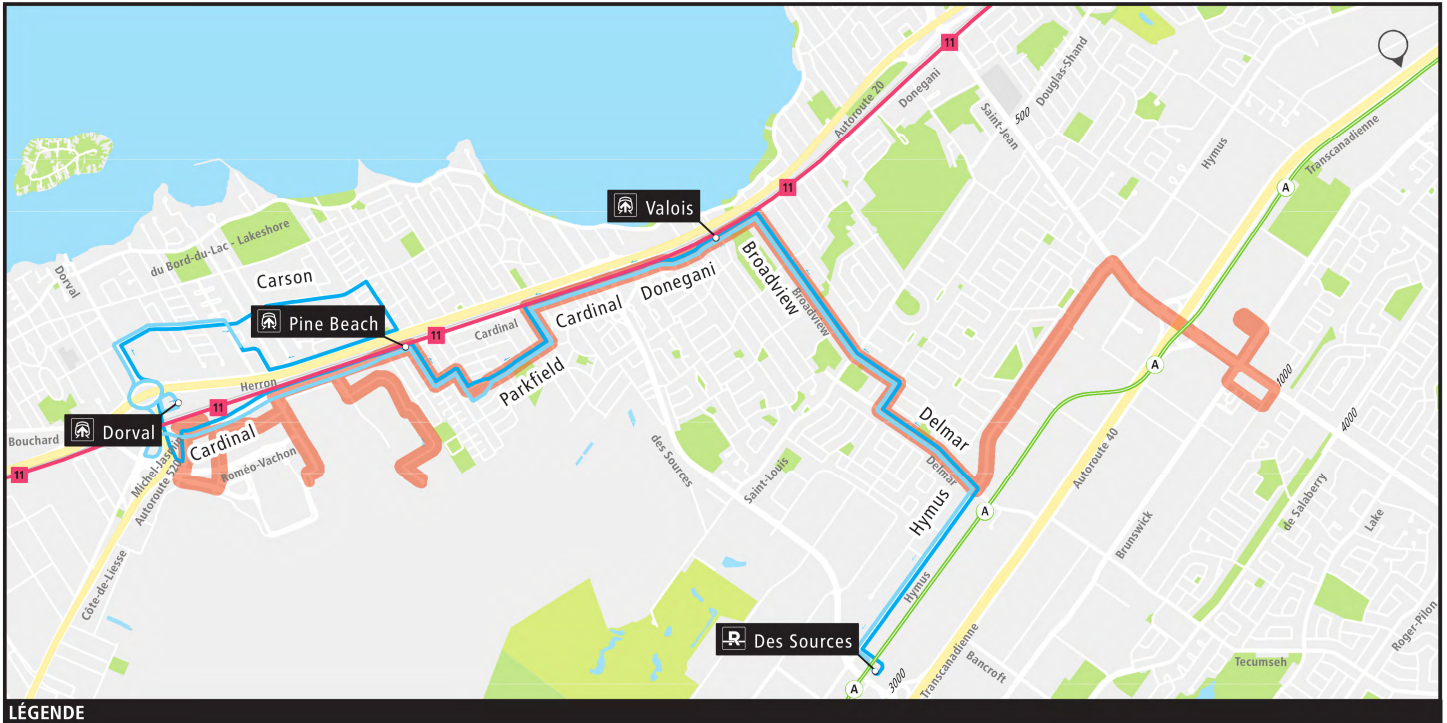 11
Douglas-Shand
Autoroute 20
Donegani
Saint-Jean
500
Hymus
Transcanadienne
A
11
Valois
du Bord-du-Lac - Lakeshore
Dorval
Carson
Broadview
Broadview
Pine Beach
11
Cardinal
Cardinal
Donegani
A
Herron
Parkfield
1000
11
Dorval
Bouchard
Cardinal
4000
Delmar
Delmar
des Sources
Saint-Louis
Roméo-Vachon
11
Michel-Jasmin
Autoroute 520
Autoroute 40
de Salaberry
Lake
Hymus
A
Brunswick
Côte-de-Liesse
Hymus
Roger-Pilon
Des Sources
Transcanadienne
Bancroft
Tecumseh
3000
A
LÉGENDE